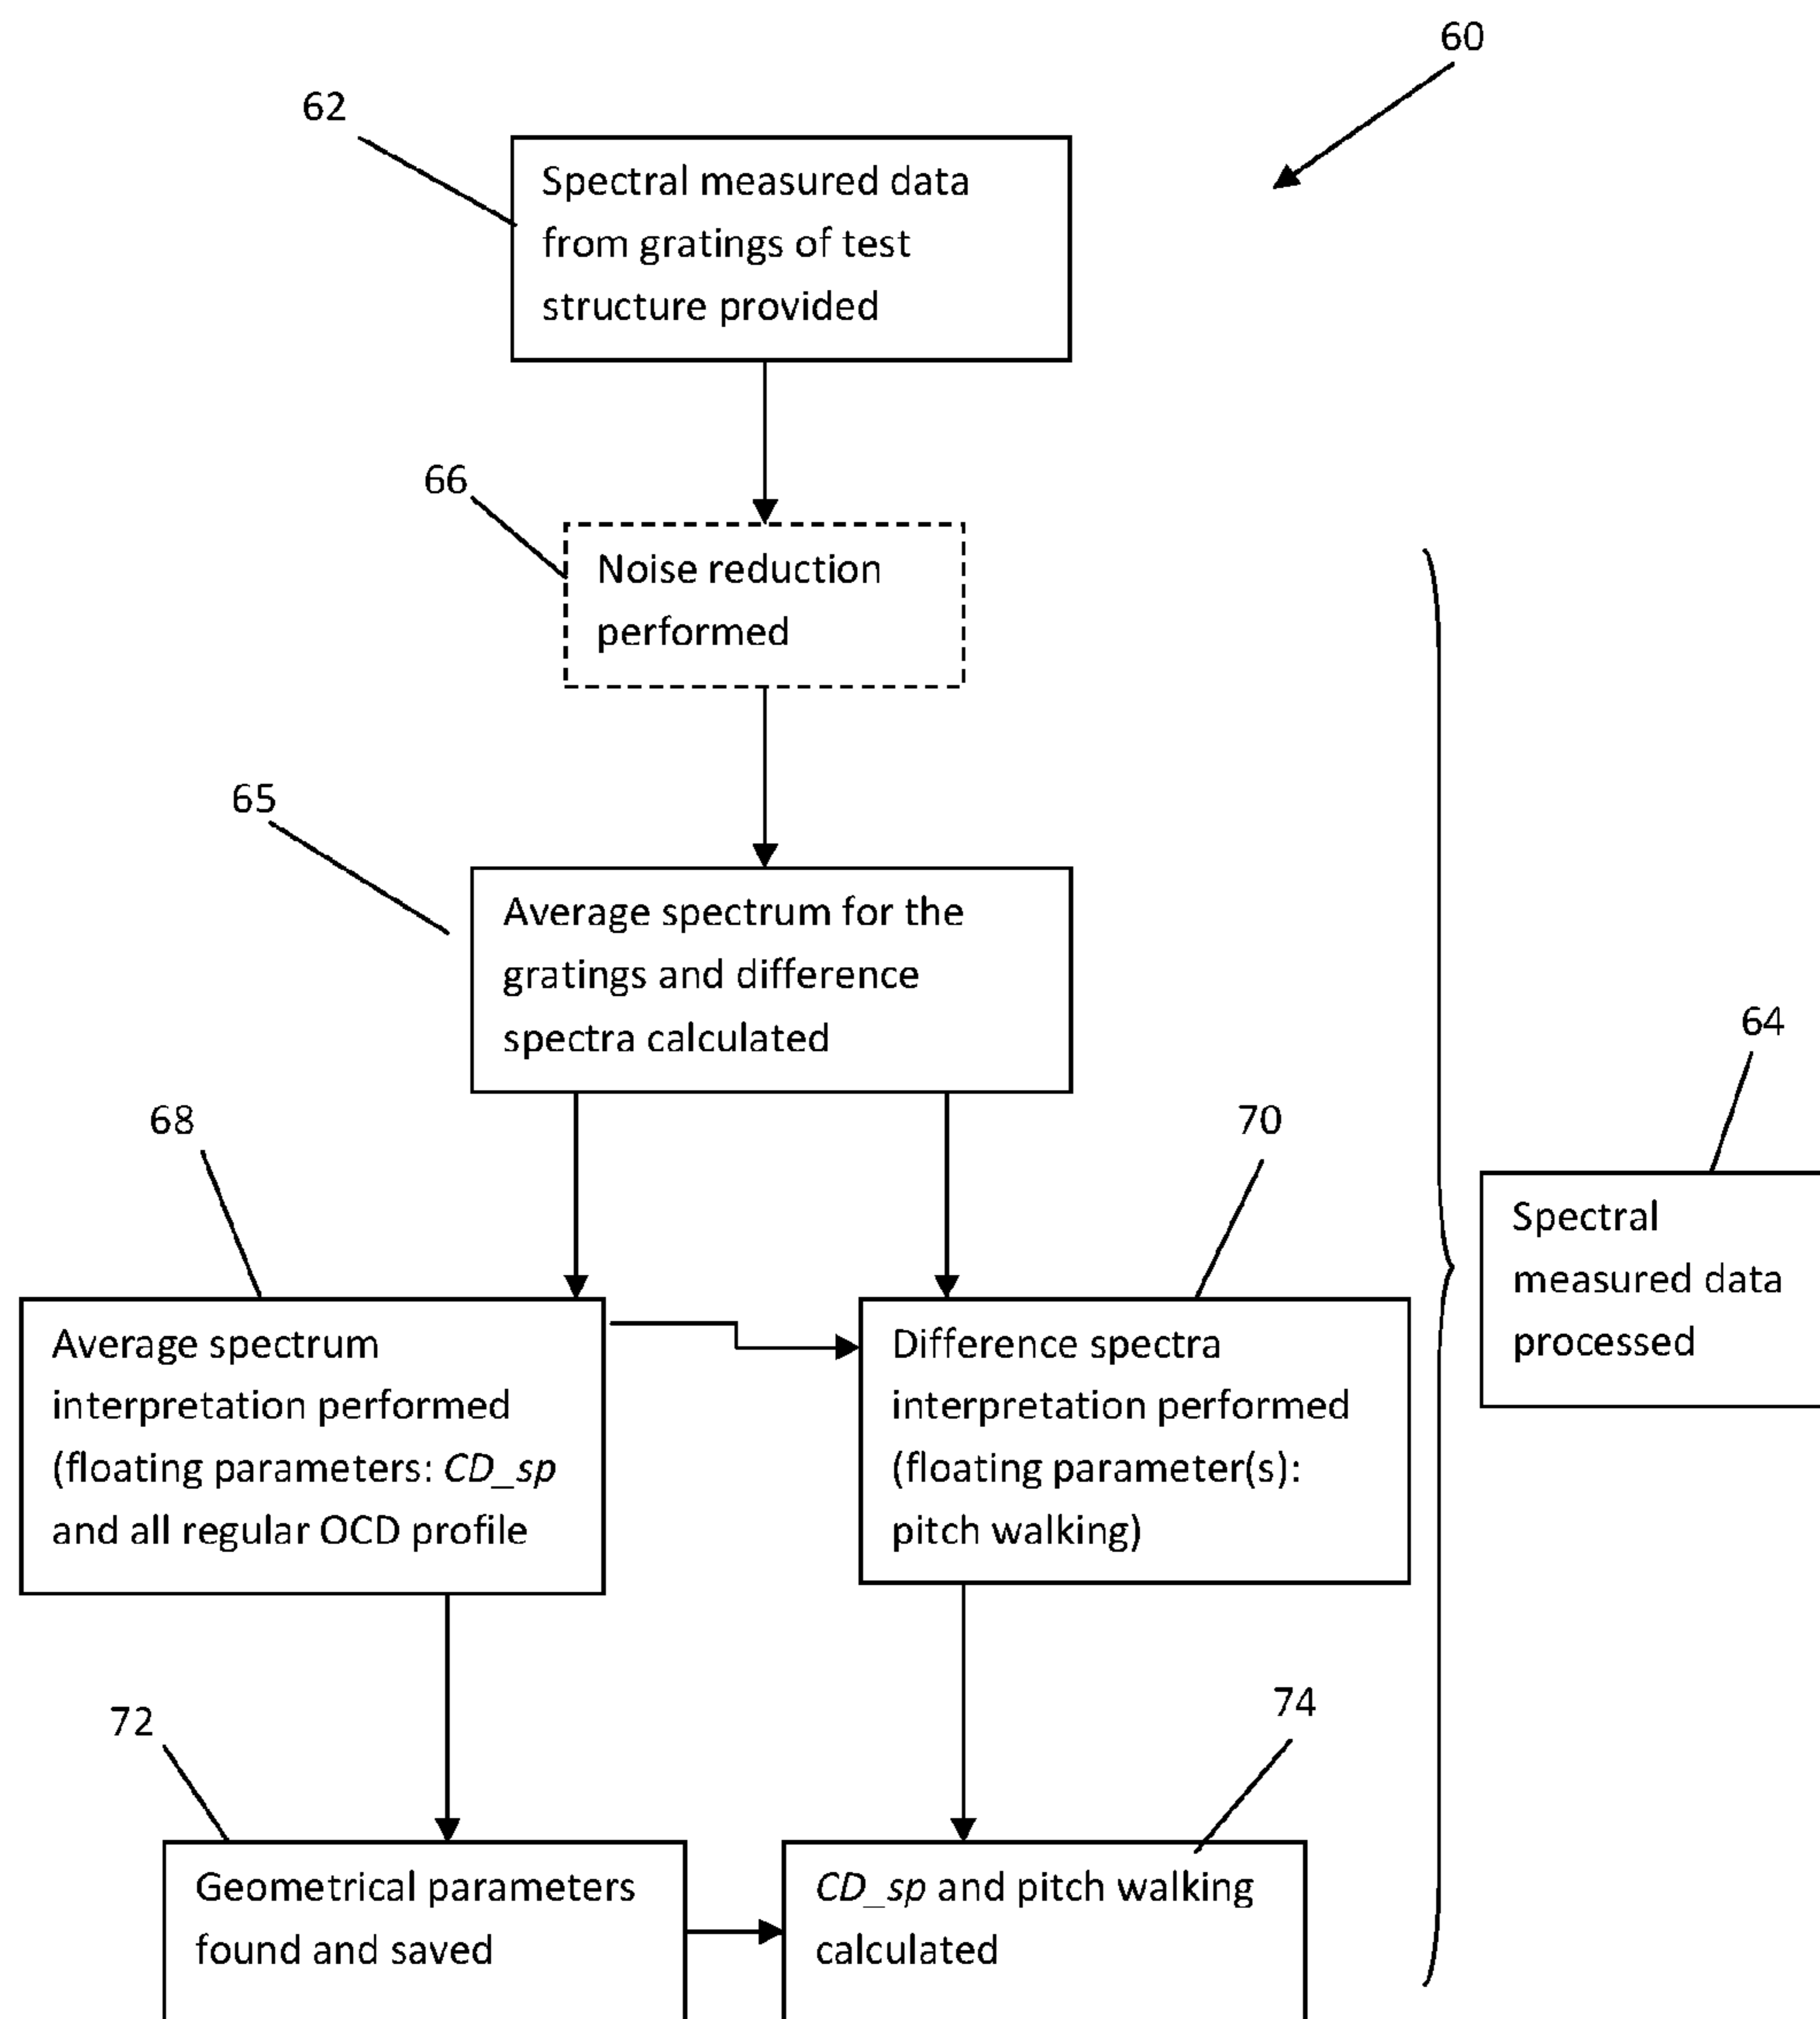 60
62
Spectral measured data
from gratings of test
structure provided
66
Noise reduction
performed
65
Average spectrum for the
gratings and difference
spectra calculated
64
Spectral
measured data
processed
68
Average spectrum
interpretation performed
(floating parameters: CD_sp
and all regular OCD profile
70
Difference spectra
interpretation performed
(floating parameter(s):
pitch walking)
72
Geometrical parameters
found and saved
74
CD_sp and pitch walking
calculated